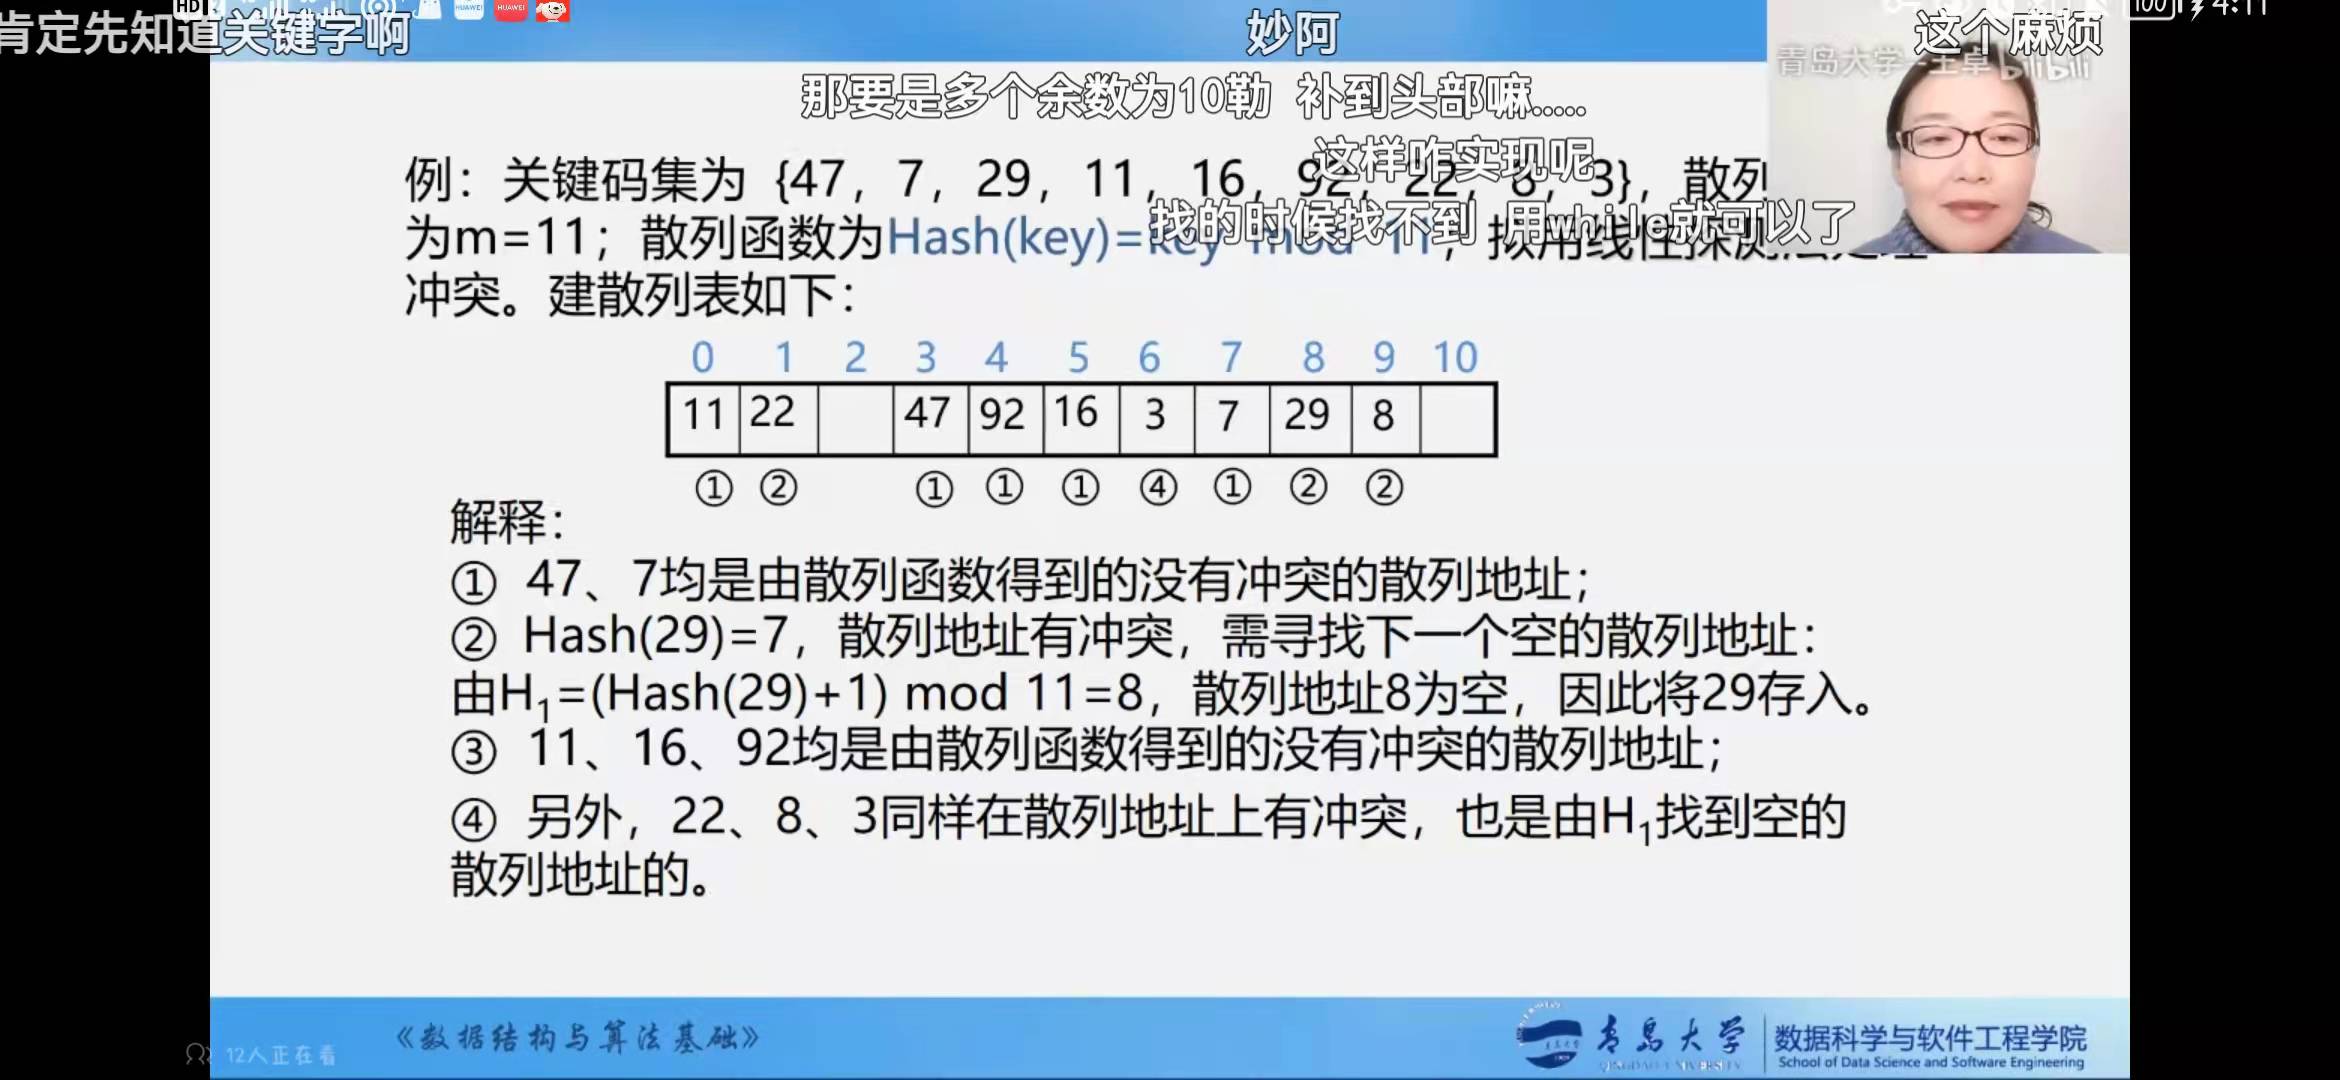 HD
HUAWEI
HUAWEI
100
4:11
肯定先知道关键字啊
妙阿
这个麻烦
青岛大学-王卓
bilibili
那要是多个余数为10勒 补到头部嘛.....
这样咋实现呢
例：关键码集为 {47，7，29，11，16，92，22，8，3}，散列
找的时候找不到 用while就可以了
为m=11；散列函数为Hash(key)=key mod 11，拟用线性探测法处理
冲突。建散列表如下：
0 1 2 3 4 5 6 7 8 9 10
11 22 47 92 16 3 7 29 8
① ② ① ① ① ④ ① ② ②
解释：
① 47、7均是由散列函数得到的没有冲突的散列地址；
② Hash(29)=7，散列地址有冲突，需寻找下一个空的散列地址：
由H₁=(Hash(29)+1) mod 11=8，散列地址8为空，因此将29存入。
③ 11、16、92均是由散列函数得到的没有冲突的散列地址；
④ 另外，22、8、3同样在散列地址上有冲突，也是由H₁找到空的
散列地址的。
12人正在看
《数据结构与算法基础》
青岛大学
QINGDAO UNIVERSITY
数据科学与软件工程学院
School of Data Science and Software Engineering